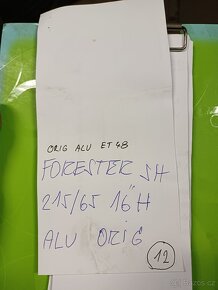 ORIG ALU ET 48
FORESTER SH
215/65 16" H
ALU ORIG
12